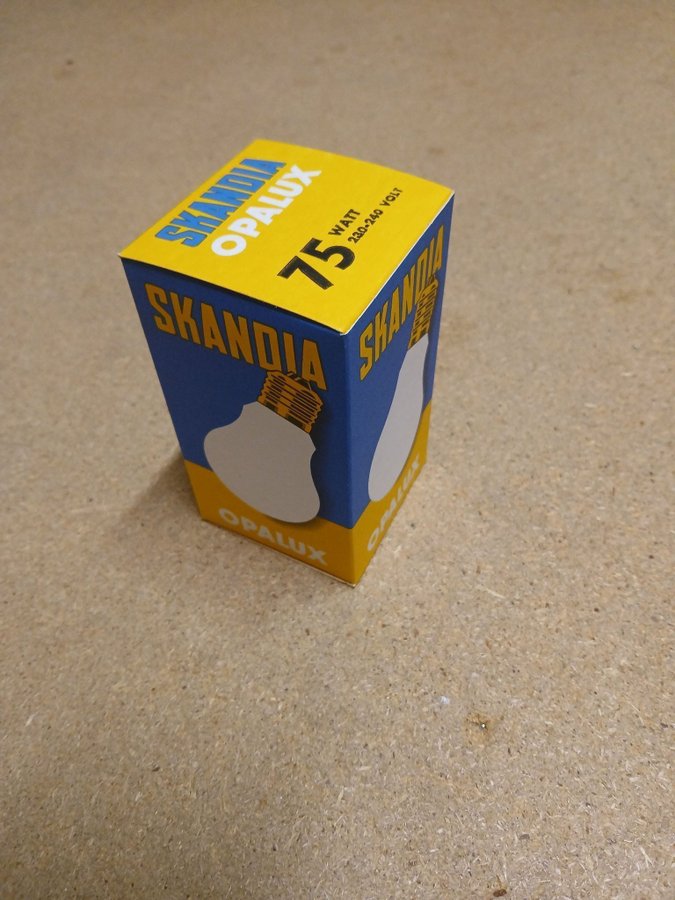 SKANDIA
OPALUX
75 WATT
230-240 VOLT
SKANDIA
OPALUX
SKANDIA
OPALUX